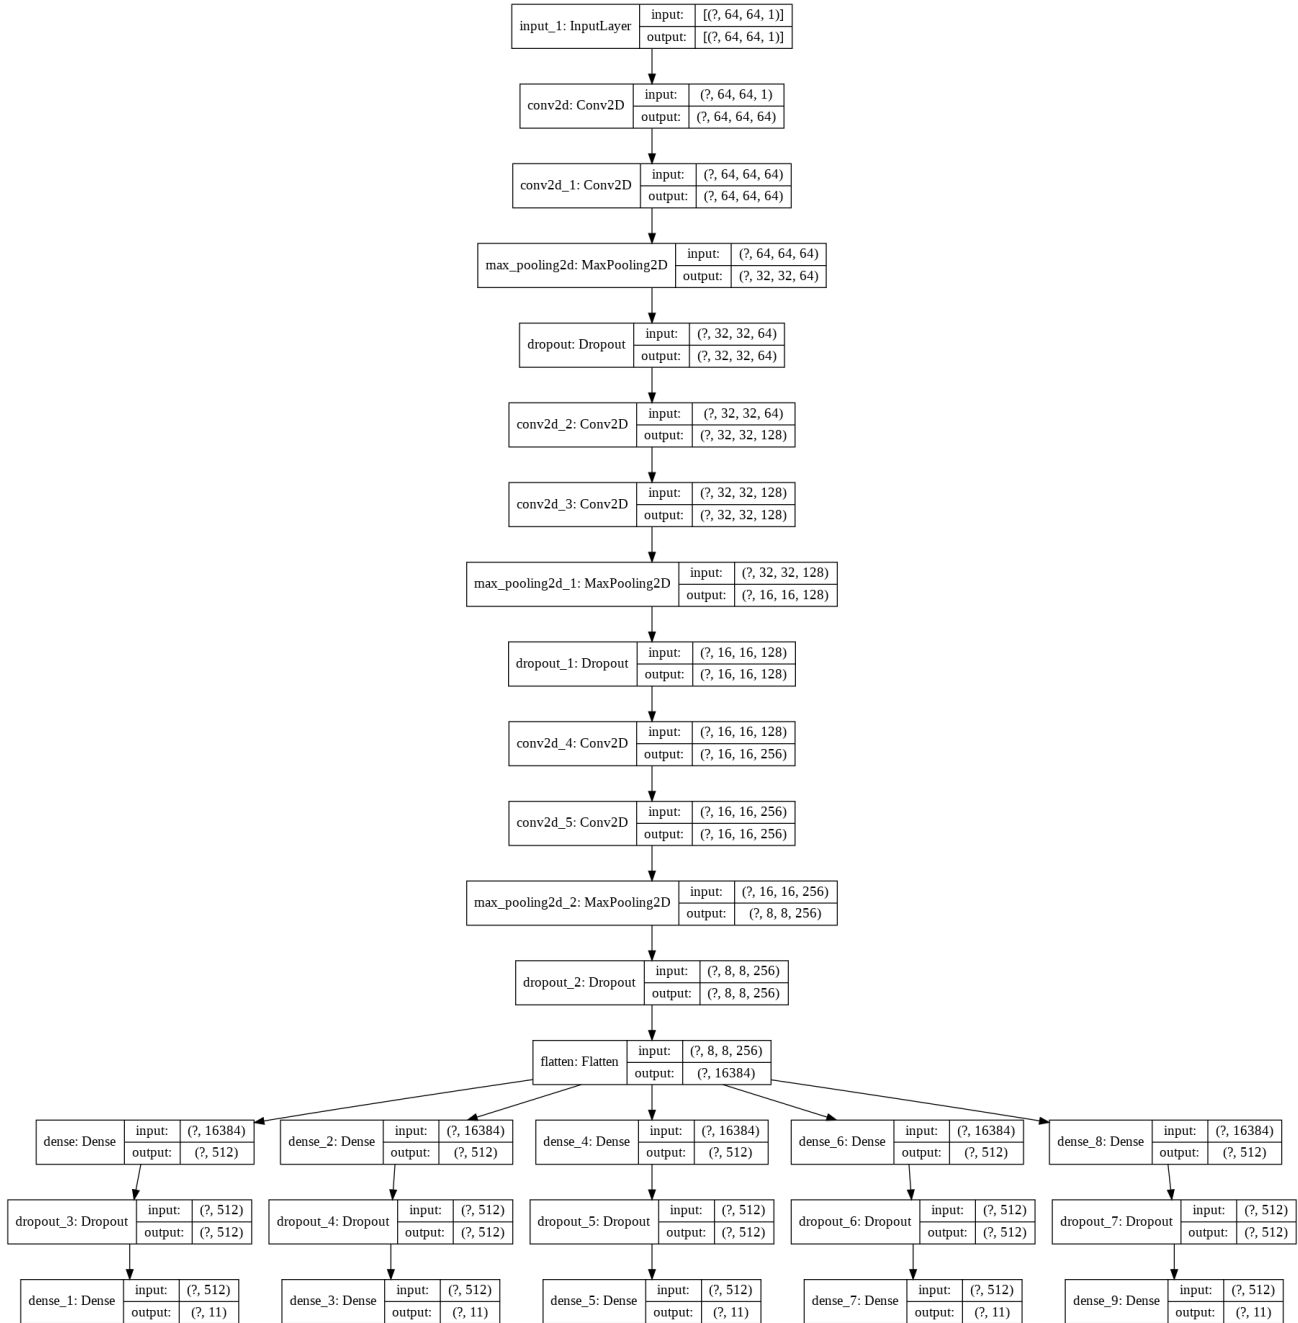 input_1: InputLayer
input: [(?, 64, 64, 1)]
output: [(?, 64, 64, 1)]
conv2d: Conv2D
input: (?, 64, 64, 1)
output: (?, 64, 64, 64)
conv2d_1: Conv2D
input: (?, 64, 64, 64)
output: (?, 64, 64, 64)
max_pooling2d: MaxPooling2D
input: (?, 64, 64, 64)
output: (?, 32, 32, 64)
dropout: Dropout
input: (?, 32, 32, 64)
output: (?, 32, 32, 64)
conv2d_2: Conv2D
input: (?, 32, 32, 64)
output: (?, 32, 32, 128)
conv2d_3: Conv2D
input: (?, 32, 32, 128)
output: (?, 32, 32, 128)
max_pooling2d_1: MaxPooling2D
input: (?, 32, 32, 128)
output: (?, 16, 16, 128)
dropout_1: Dropout
input: (?, 16, 16, 128)
output: (?, 16, 16, 128)
conv2d_4: Conv2D
input: (?, 16, 16, 128)
output: (?, 16, 16, 256)
conv2d_5: Conv2D
input: (?, 16, 16, 256)
output: (?, 16, 16, 256)
max_pooling2d_2: MaxPooling2D
input: (?, 16, 16, 256)
output: (?, 8, 8, 256)
dropout_2: Dropout
input: (?, 8, 8, 256)
output: (?, 8, 8, 256)
flatten: Flatten
input: (?, 8, 8, 256)
output: (?, 16384)
dense: Dense
input: (?, 16384)
output: (?, 512)
dense_2: Dense
input: (?, 16384)
output: (?, 512)
dense_4: Dense
input: (?, 16384)
output: (?, 512)
dense_6: Dense
input: (?, 16384)
output: (?, 512)
dense_8: Dense
input: (?, 16384)
output: (?, 512)
dropout_3: Dropout
input: (?, 512)
output: (?, 512)
dropout_4: Dropout
input: (?, 512)
output: (?, 512)
dropout_5: Dropout
input: (?, 512)
output: (?, 512)
dropout_6: Dropout
input: (?, 512)
output: (?, 512)
dropout_7: Dropout
input: (?, 512)
output: (?, 512)
dense_1: Dense
input: (?, 512)
output: (?, 11)
dense_3: Dense
input: (?, 512)
output: (?, 11)
dense_5: Dense
input: (?, 512)
output: (?, 11)
dense_7: Dense
input: (?, 512)
output: (?, 11)
dense_9: Dense
input: (?, 512)
output: (?, 11)